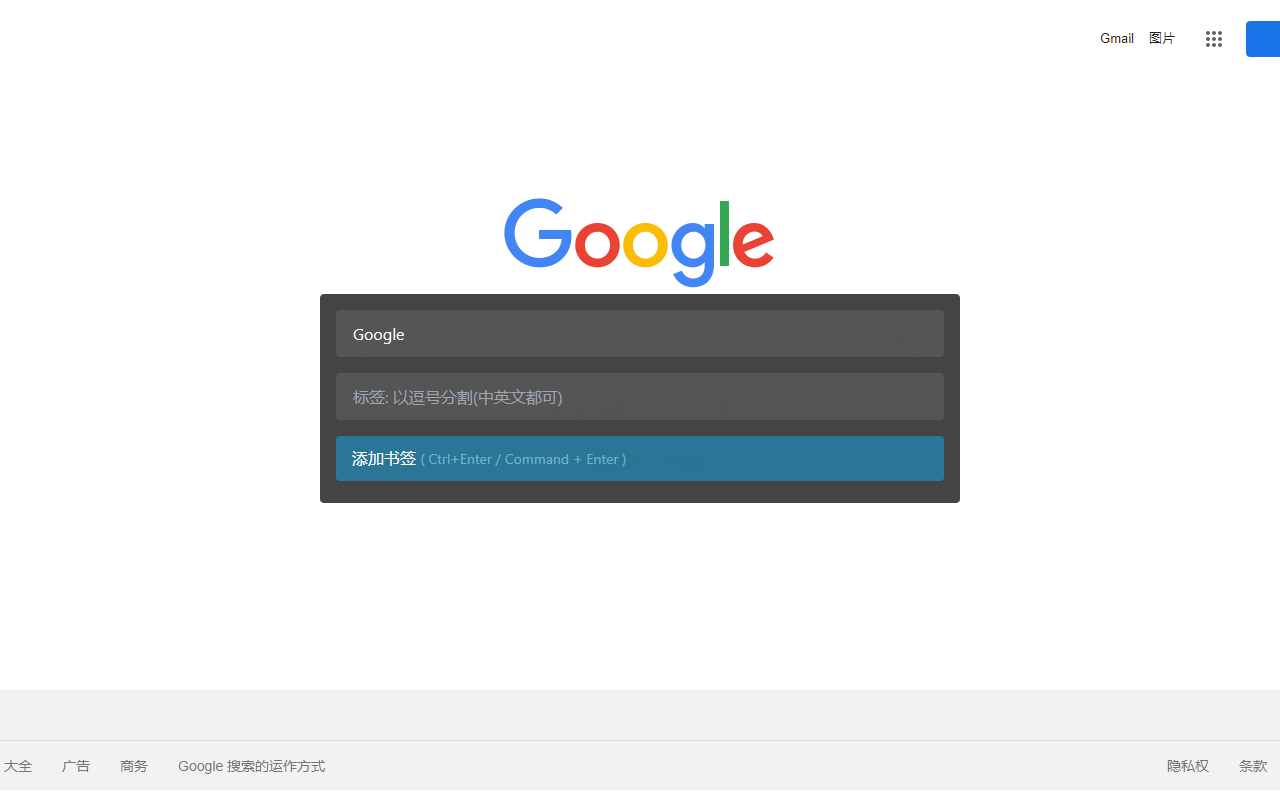 Gmail 图片
Google
Google
标签: 以逗号分割(中英文都可)
添加书签 ( Ctrl+Enter / Command + Enter )
大全 广告 商务 Google 搜索的运作方式 隐私权 条款